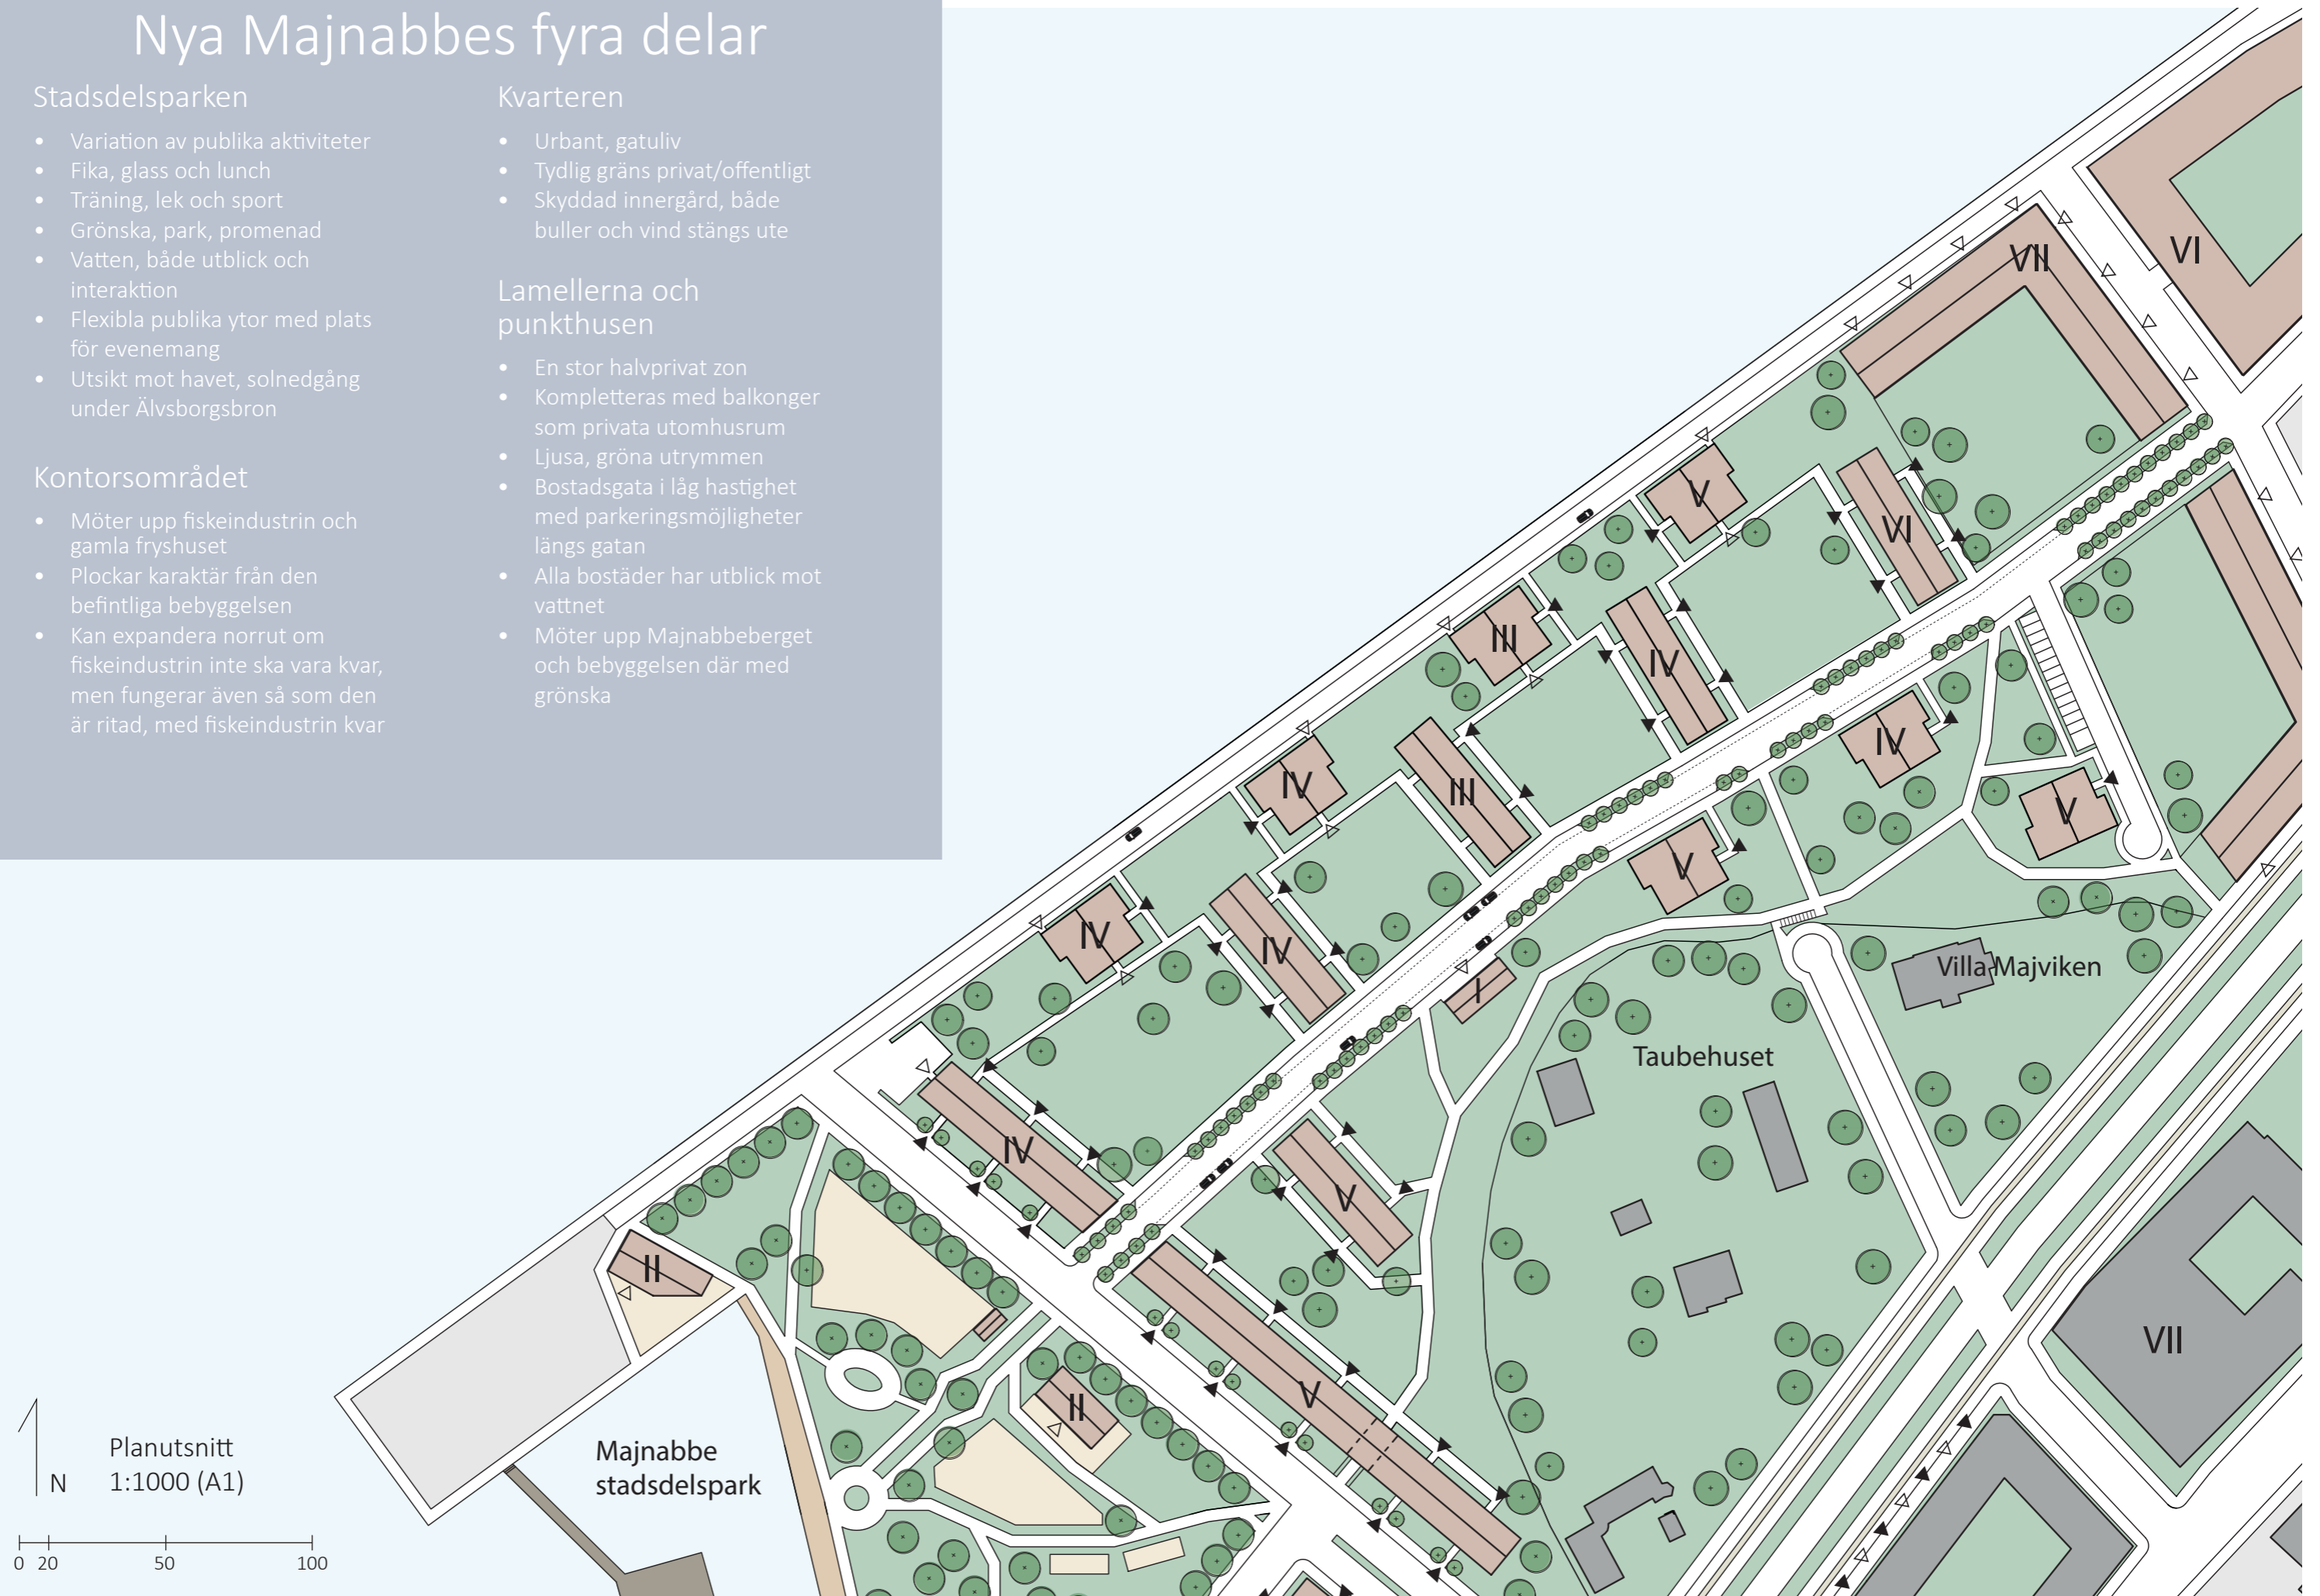 Nya Majnabbes fyra delar
Stadsdelsparken
• Variation av publika aktiviteter
• Fika, glass och lunch
• Träning, lek och sport
• Grönska, park, promenad
• Vatten, både utblick och
interaktion
• Flexibla publika ytor med plats
för evenemang
• Utsikt mot havet, solnedgång
under Älvsborgsbron
Kontorsområdet
• Möter upp fiskeindustrin och
gamla fryshuset
• Plockar karaktär från den
befintliga bebyggelsen
• Kan expandera norrut om
fiskeindustrin inte ska vara kvar,
men fungerar även så som den
är ritad, med fiskeindustrin kvar
Kvarteren
• Urbant, gatuliv
• Tydlig gräns privat/offentligt
• Skyddad innergård, både
buller och vind stängs ute
Lamellerna och
punkthusen
• En stor halvprivat zon
• Kompletteras med balkonger
som privata utomhusrum
• Ljusa, gröna utrymmen
• Bostadsgata i låg hastighet
med parkeringsmöjligheter
längs gatan
• Alla bostäder har utblick mot
vattnet
• Möter upp Majnabbeberget
och bebyggelsen där med
grönska
VII
VI
V
VI
III
IV
IV
III
IV
V
V
IV
IV
I
Villa Majviken
Taubehuset
IV
V
II
VII
V
II
Majnabbe
stadsdelspark
Planutsnitt
1:1000 (A1)
N
0 20 50 100